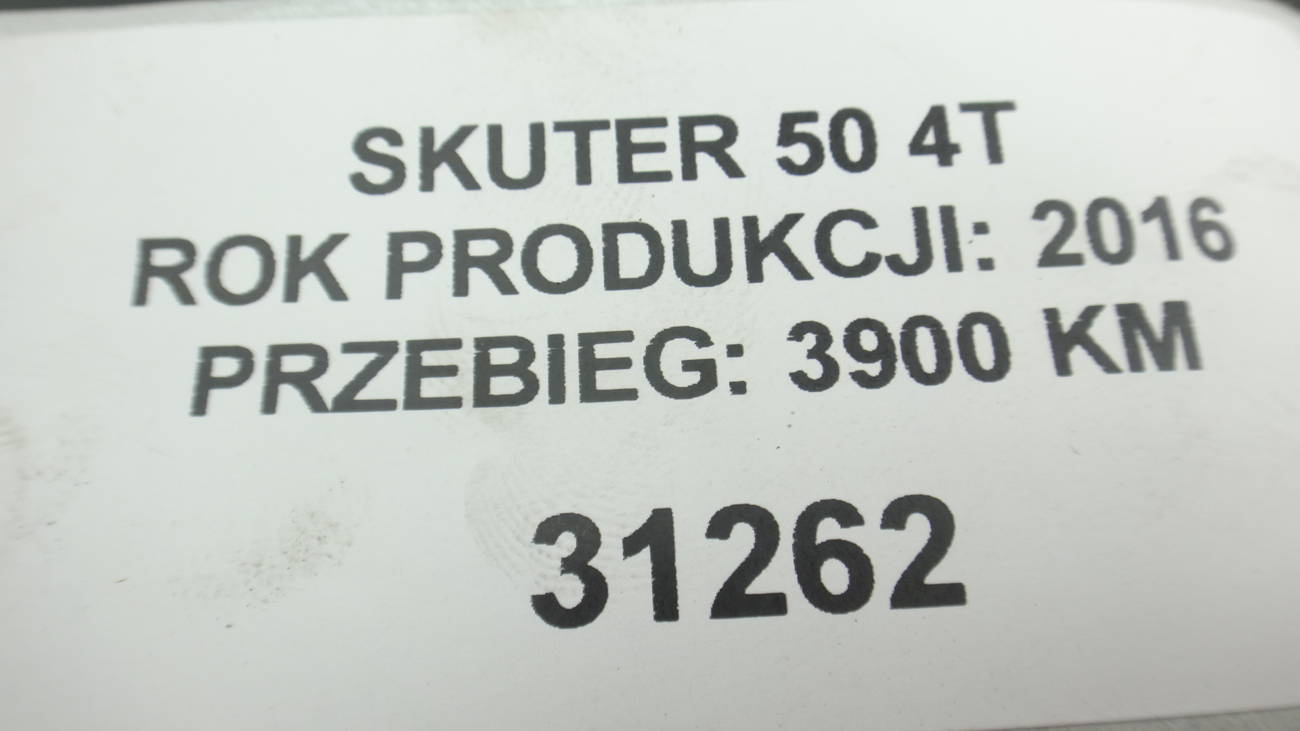 SKUTER 50 4T
ROK PRODUKCJI: 2016
PRZEBIEG: 3900 KM
31262